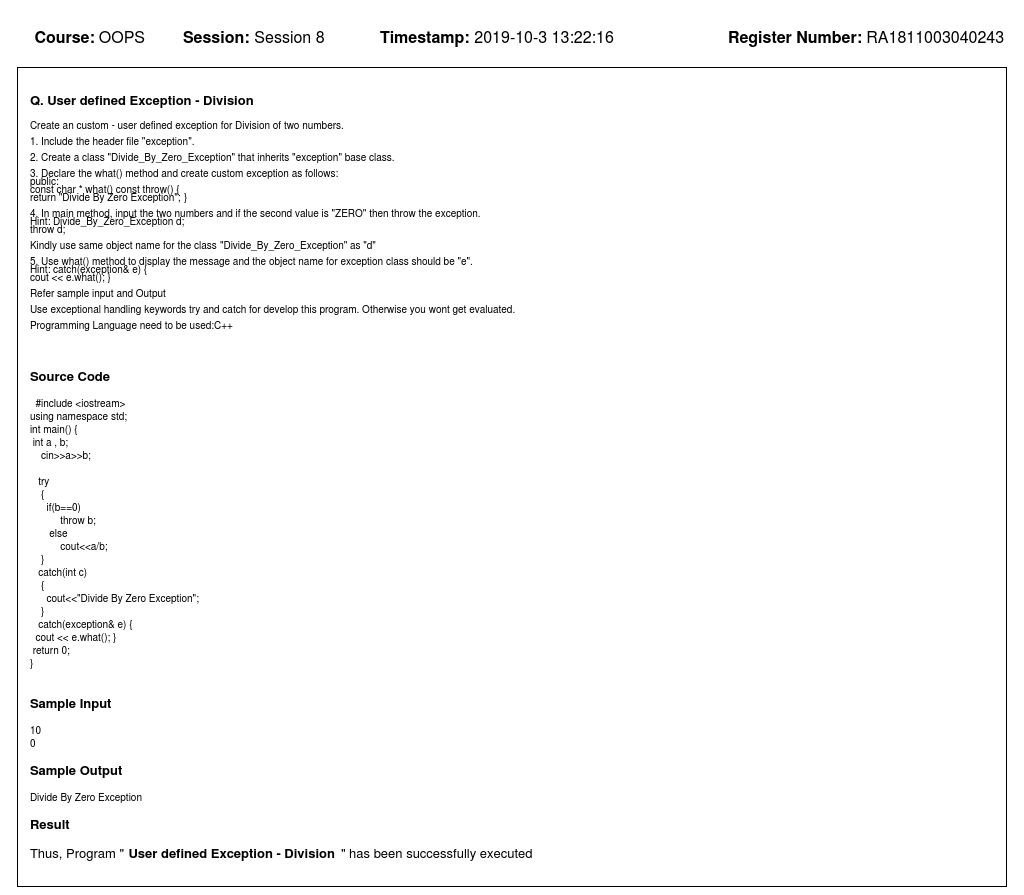 Course: OOPS Session: Session 8 Timestamp: 2019-10-3 13:22:16 Register Number: RA1811003040243
Q. User defined Exception - Division
Create an custom - user defined exception for Division of two numbers.
1. Include the header file "exception".
2. Create a class "Divide_By_Zero_Exception" that inherits "exception" base class.
3. Declare the what() method and create custom exception as follows:
public:
const char * what() const throw() {
return "Divide By Zero Exception"; }
4. In main method, input the two numbers and if the second value is "ZERO" then throw the exception.
Hint: Divide_By_Zero_Exception d;
throw d;
Kindly use same object name for the class "Divide_By_Zero_Exception" as "d"
5. Use what() method to display the message and the object name for exception class should be "e".
Hint: catch(exception& e) {
cout << e.what(); }
Refer sample input and Output
Use exceptional handling keywords try and catch for develop this program. Otherwise you wont get evaluated.
Programming Language need to be used:C++
Source Code
#include <iostream>
using namespace std;
int main() {
int a , b;
cin>>a>>b;
try
{
if(b==0)
throw b;
else
cout<<a/b;
}
catch(int c)
{
cout<<"Divide By Zero Exception";
}
catch(exception& e) {
cout << e.what(); }
return 0;
}
Sample Input
10
0
Sample Output
Divide By Zero Exception
Result
Thus, Program " User defined Exception - Division " has been successfully executed